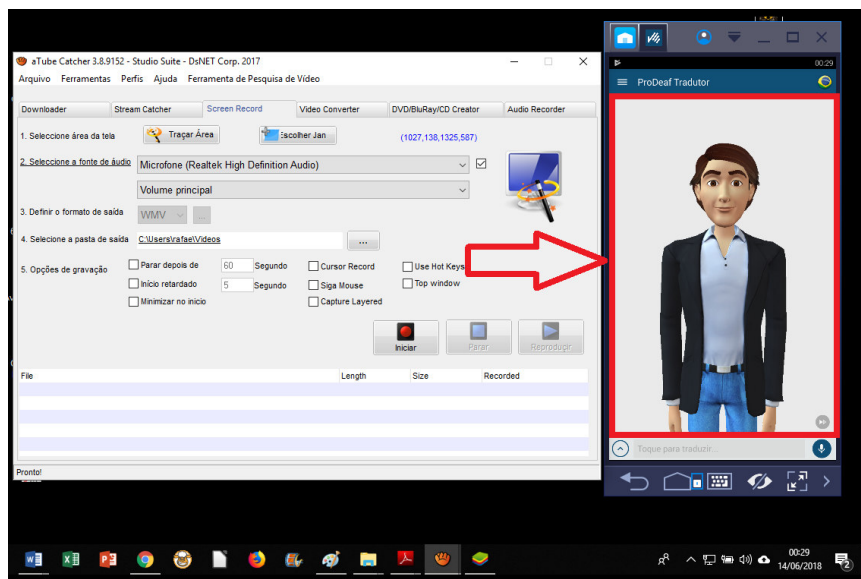 aTube Catcher 3.8.9152 - Studio Suite - DsNET Corp. 2017
Arquivo Ferramentas Perfis Ajuda Ferramenta de Pesquisa de Vídeo
Downloader Stream Catcher Screen Record Video Converter DVD/BluRay/CD Creator Audio Recorder
1. Seleccione área da tela Traçar Área Escolher Jan (1027,138,1325,587)
2. Seleccione a fonte de áudio Microfone (Realtek High Definition Audio)
Volume principal
3. Definir o formato de saída WMV ...
4. Selecione a pasta de saída C:\Users\rafae\Videos ...
5. Opções de gravação Parar depois de 60 Segundo Cursor Record Use Hot Keys
Início retardado 5 Segundo Siga Mouse Top window
Minimizar no inicio Capture Layered
Iniciar Parar Reproducir
File Length Size Recorded
Pronto!
00:29
ProDeaf Tradutor
Toque para traduzir...
00:29
14/06/2018
2